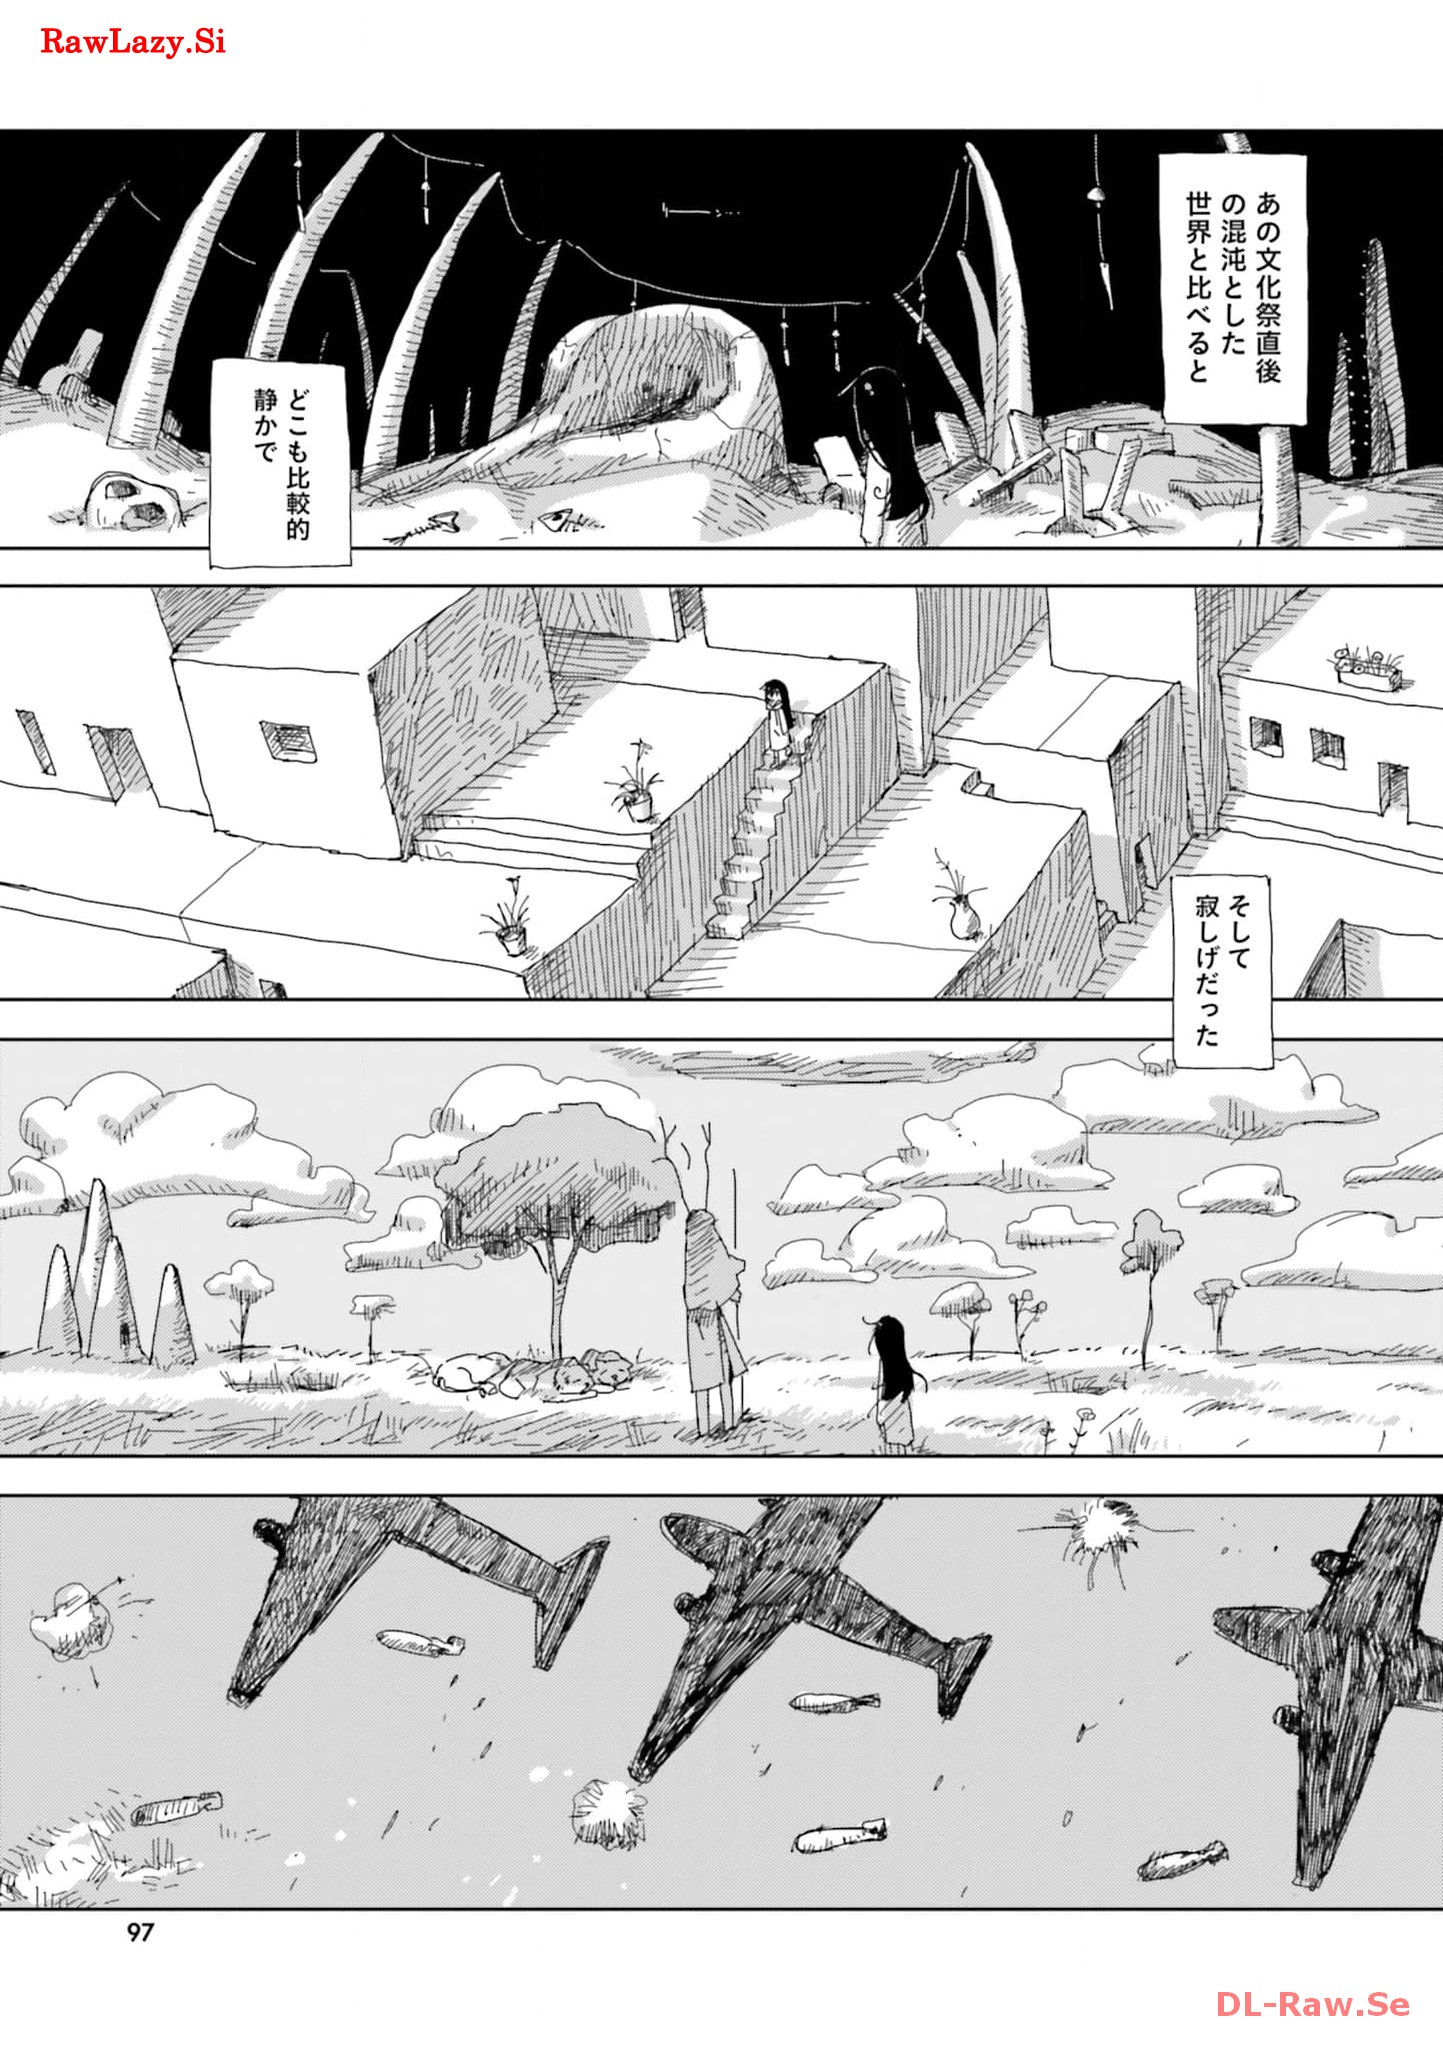 RawLazy.Si
あの文化祭直後
の混沌とした
世界と比べると
どこも比較的
静かで
そして
寂しげだった
97
DL-Raw.Se